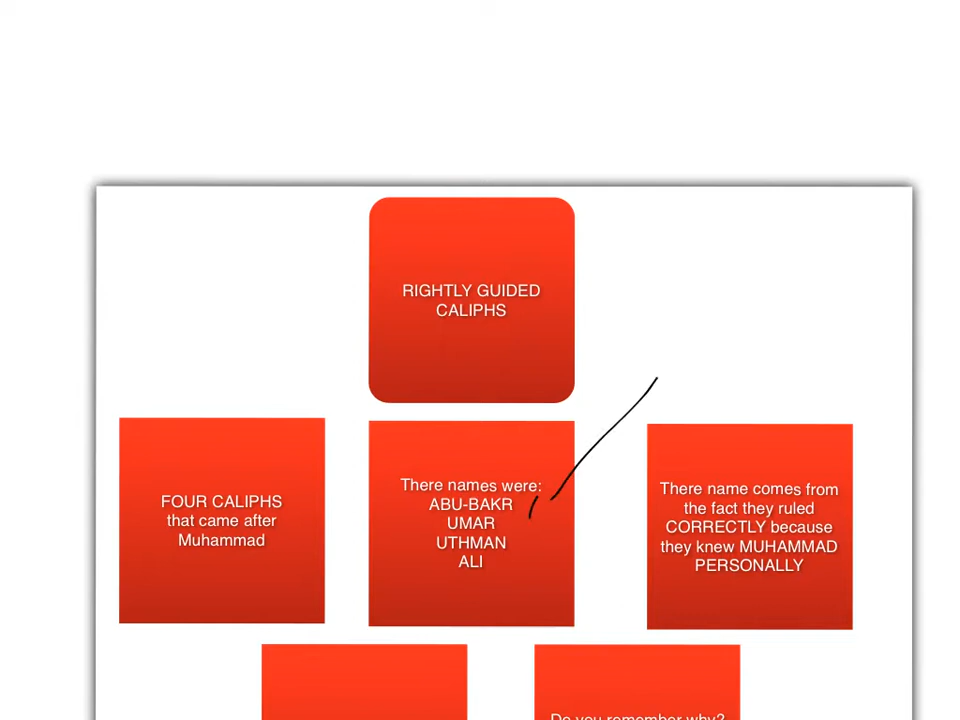 RIGHTLY GUIDED
CALIPHS
FOUR CALIPHS
that came after
Muhammad
There names were:
ABU-BAKR
UMAR
UTHMAN
ALI
There name comes from
the fact they ruled
CORRECTLY because
they knew MUHAMMAD
PERSONALLY
Do you remember why?